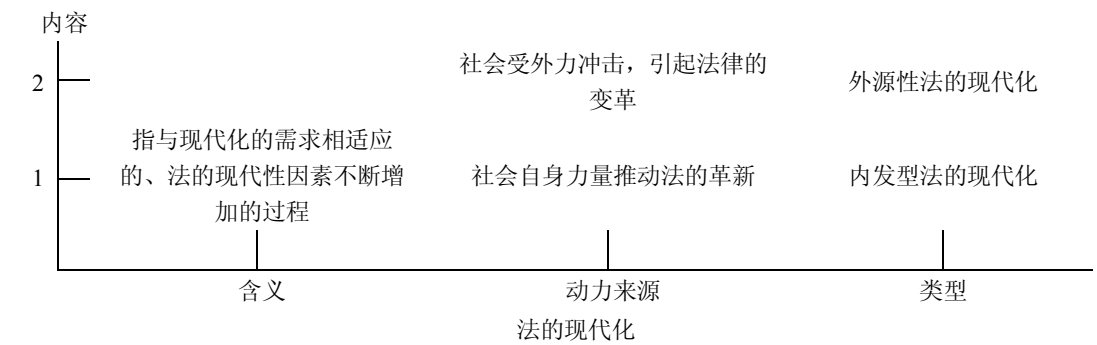 内容
2
社会受外力冲击，引起法律的
变革
外源性法的现代化
1
指与现代化的需求相适应
的、法的现代性因素不断增
加的过程
社会自身力量推动法的革新
内发型法的现代化
含义
动力来源
类型
法的现代化